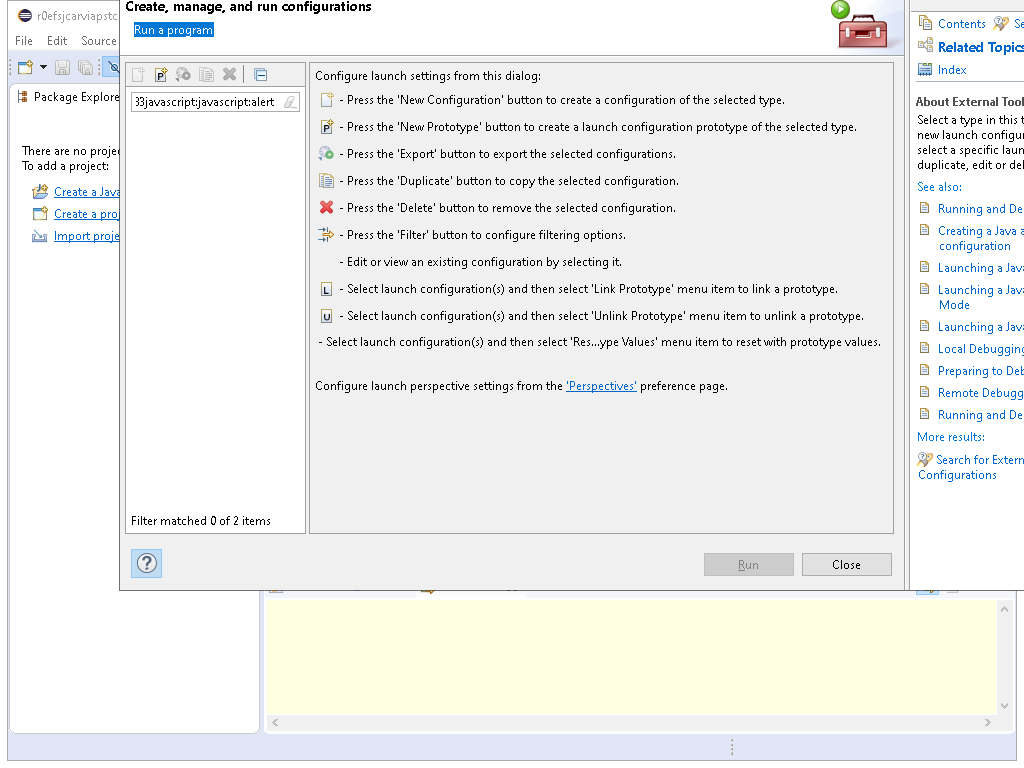 r0efsjcarviapstc
File Edit Source
Package Explore
There are no proje
To add a project:
Create a Java
Create a proj
Import proje
Create, manage, and run configurations
Run a program
33javascript:javascript:alert
Filter matched 0 of 2 items
Configure launch settings from this dialog:
- Press the 'New Configuration' button to create a configuration of the selected type.
P - Press the 'New Prototype' button to create a launch configuration prototype of the selected type.
- Press the 'Export' button to export the selected configurations.
- Press the 'Duplicate' button to copy the selected configuration.
- Press the 'Delete' button to remove the selected configuration.
- Press the 'Filter' button to configure filtering options.
- Edit or view an existing configuration by selecting it.
L - Select launch configuration(s) and then select 'Link Prototype' menu item to link a prototype.
U - Select launch configuration(s) and then select 'Unlink Prototype' menu item to unlink a prototype.
- Select launch configuration(s) and then select 'Res...ype Values' menu item to reset with prototype values.
Configure launch perspective settings from the 'Perspectives' preference page.
? Run Close
Contents Se
Related Topics
Index
About External Tool
Select a type in this t
new launch configur
select a specific laun
duplicate, edit or del
See also:
Running and De
Creating a Java a
configuration
Launching a Java
Launching a Java
Mode
Launching a Java
Local Debugging
Preparing to Deb
Remote Debugg
Running and De
More results:
Search for Extern
Configurations